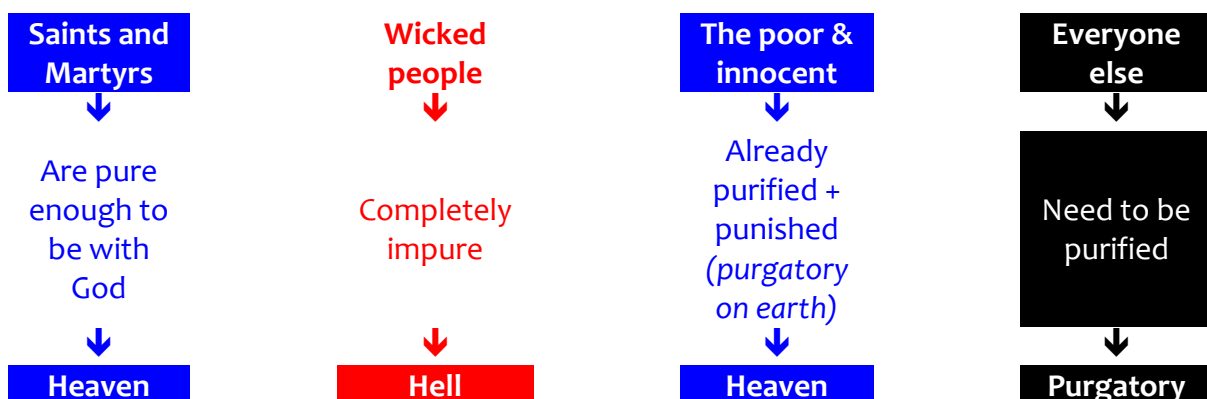 Saints and
Martyrs
Are pure
enough to
be with
God
Heaven
Wicked
people
Completely
impure
Hell
The poor &
innocent
Already
purified +
punished
(purgatory
on earth)
Heaven
Everyone
else
Need to be
purified
Purgatory